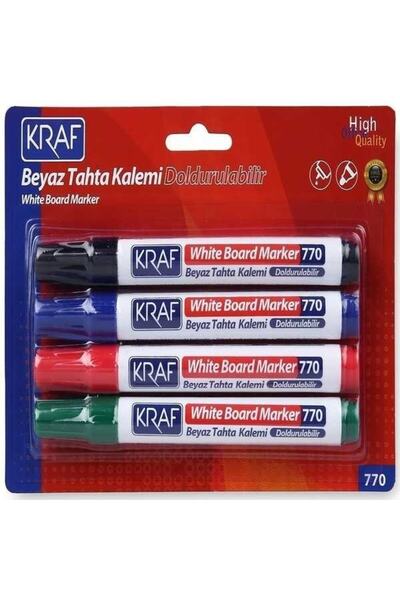 KRAF
High
Quality
Beyaz Tahta Kalemi Doldurulabilir
White Board Marker
KRAF
White Board Marker 770
Beyaz Tahta Kalemi Doldurulabilir
KRAF
White Board Marker 770
Beyaz Tahta Kalemi Doldurulabilir
KRAF
White Board Marker 770
Beyaz Tahta Kalemi Doldurulabilir
KRAF
White Board Marker 770
Beyaz Tahta Kalemi Doldurulabilir
770